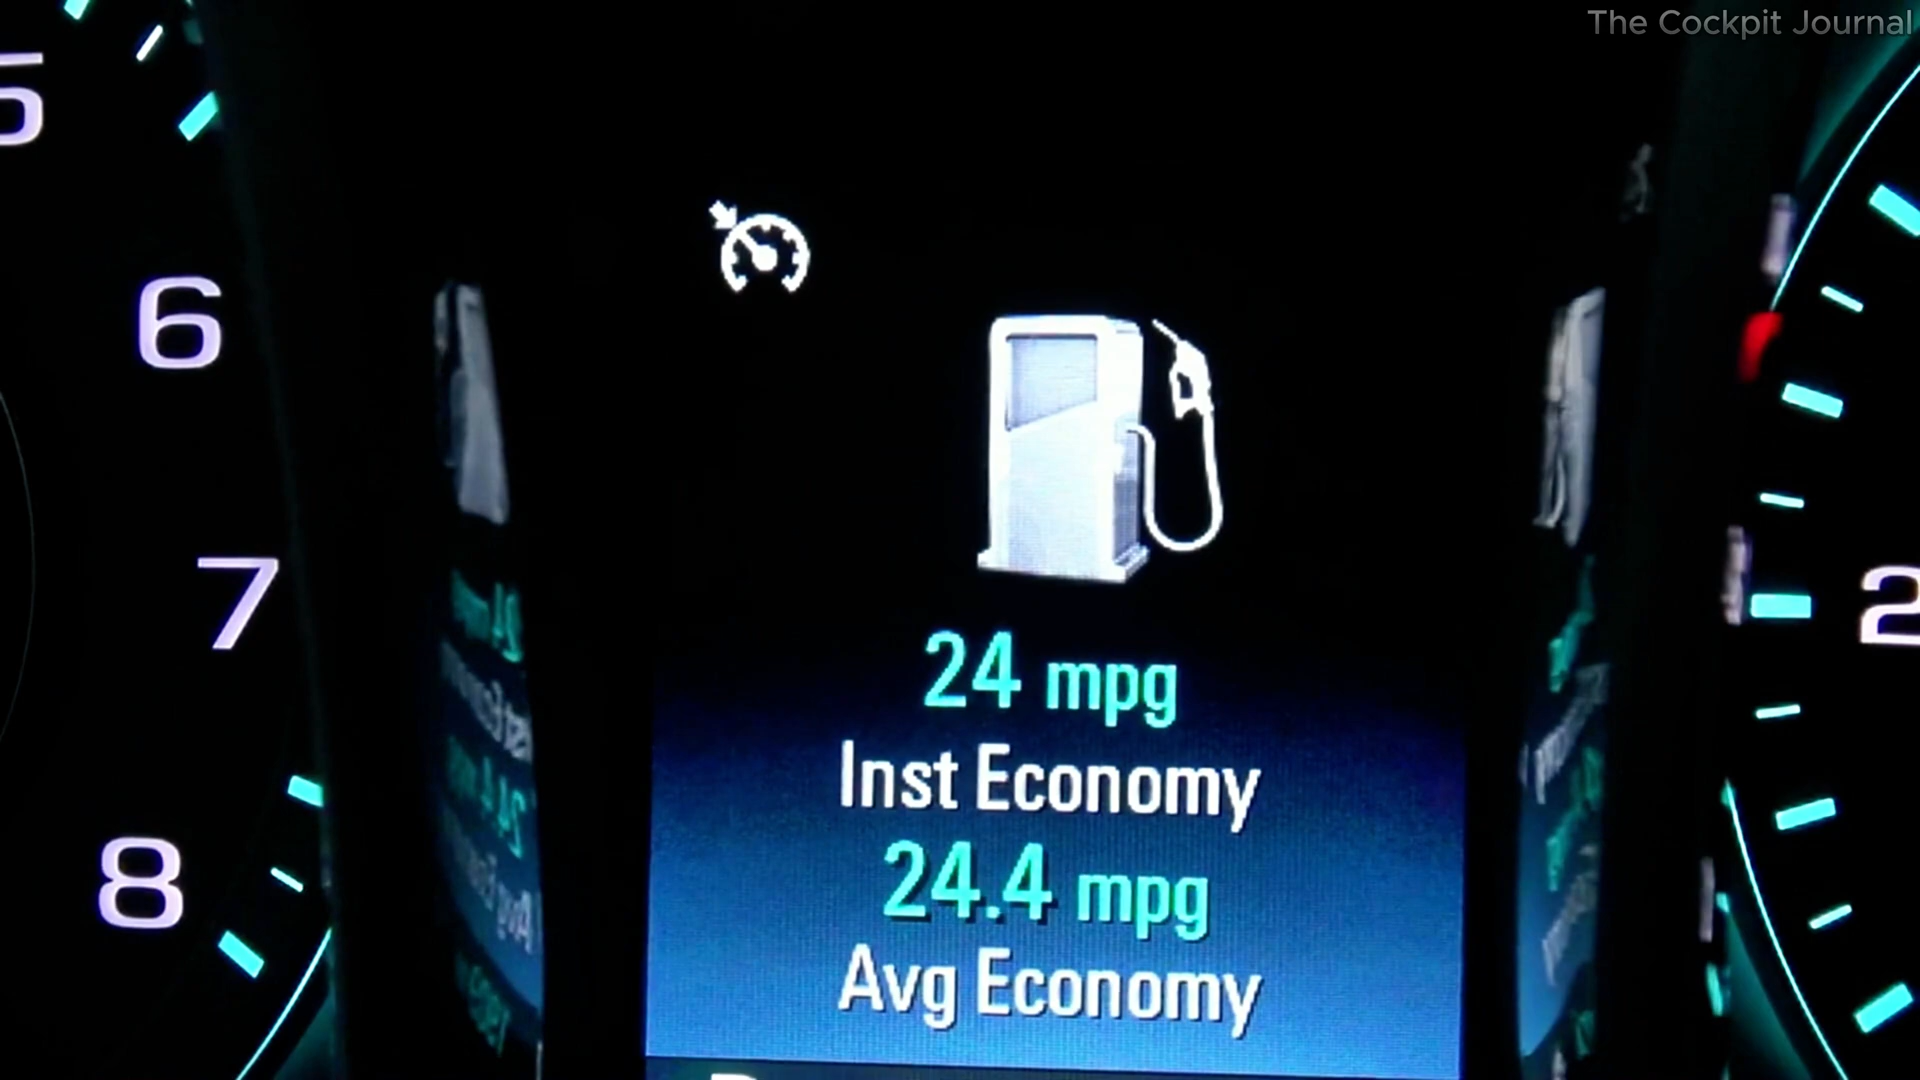 The Cockpit Journal
5
6
7
8
2
24 mpg
Inst Economy
24.4 mpg
Avg Economy